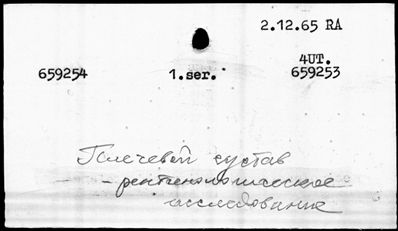 2.12.65 RA
4UT.
659254 1.ser. 659253
Плечевой сустав
- рентгенологическое
исследование